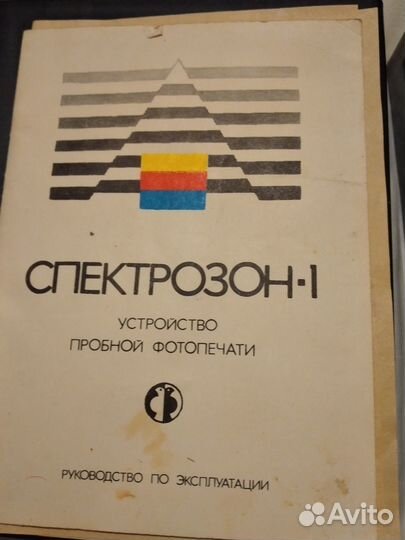 СПЕКТРОЗОН·1
УСТРОЙСТВО
ПРОБНОЙ ФОТОПЕЧАТИ
РУКОВОДСТВО ПО ЭКСПЛУАТАЦИИ
Avito